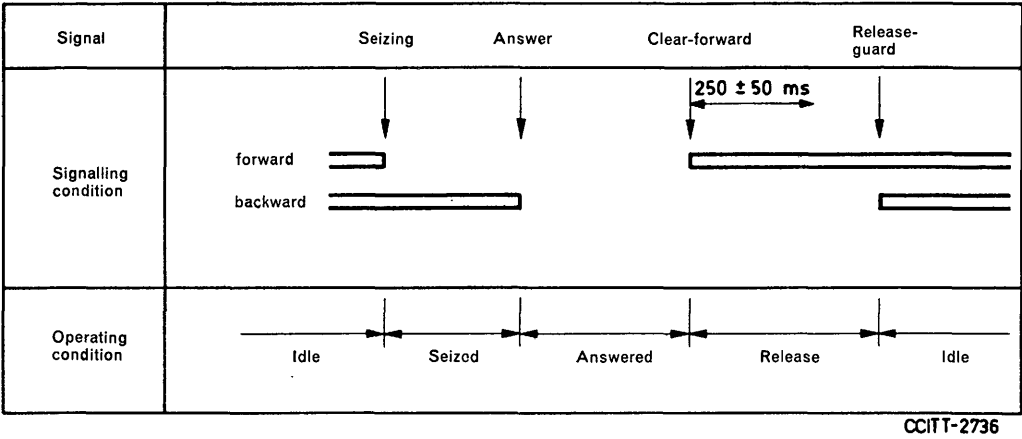 Signal
Seizing
Answer
Clear-forward
Release-
guard
250 ± 50 ms
Signalling
condition
forward
backward
Operating
condition
Idle
Seized
Answered
Release
Idle
CCITT-2736